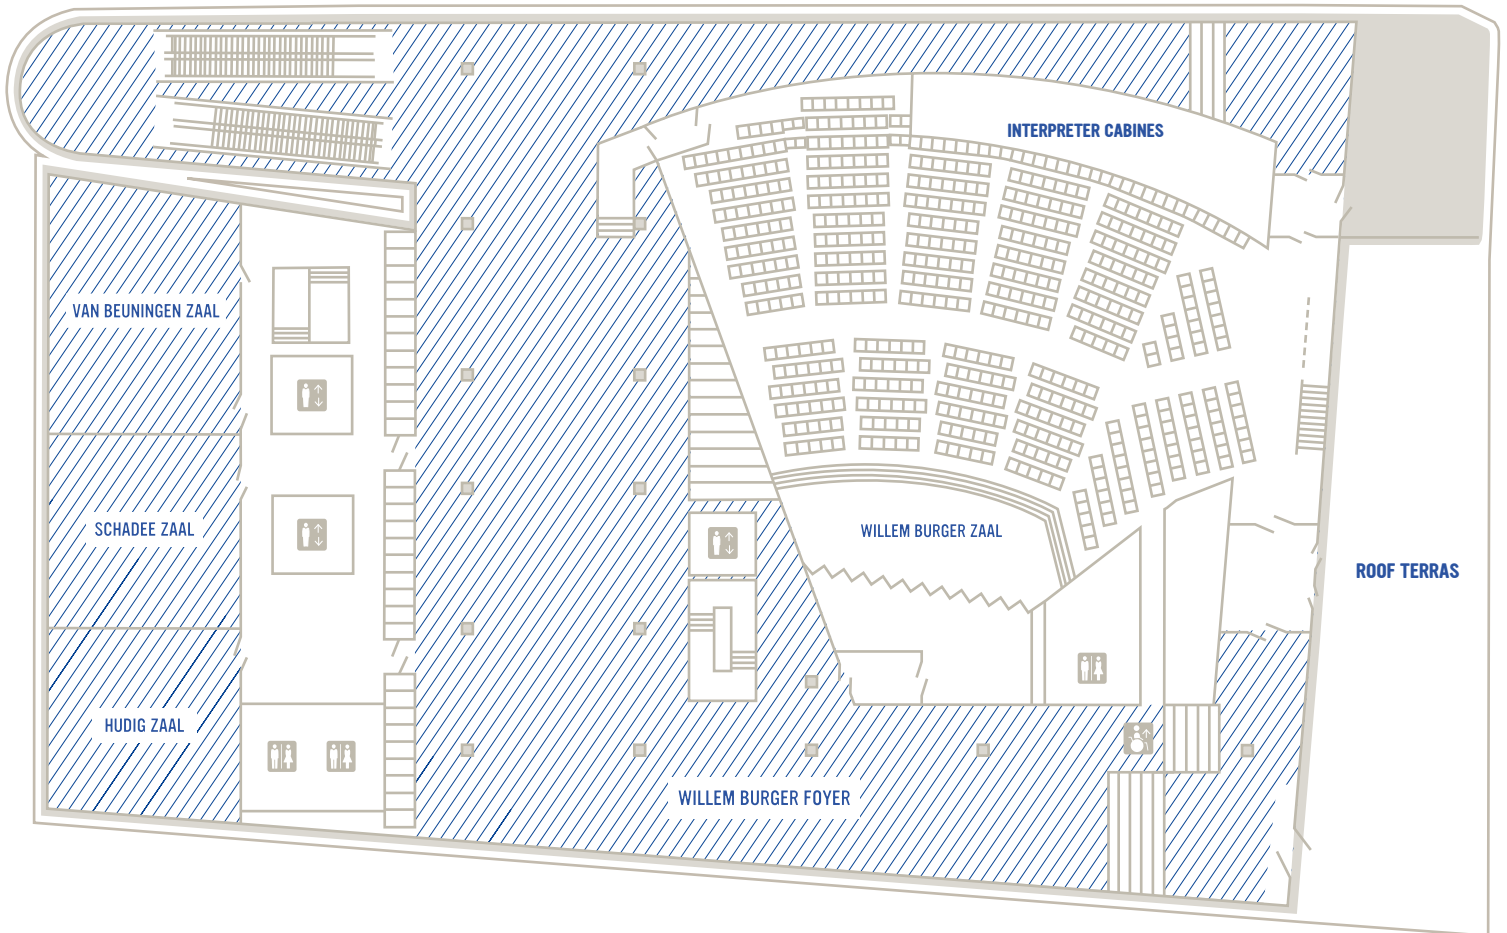 INTERPRETER CABINES
VAN BEUNINGEN ZAAL
SCHADEE ZAAL
WILLEM BURGER ZAAL
ROOF TERRAS
HUDIG ZAAL
WILLEM BURGER FOYER